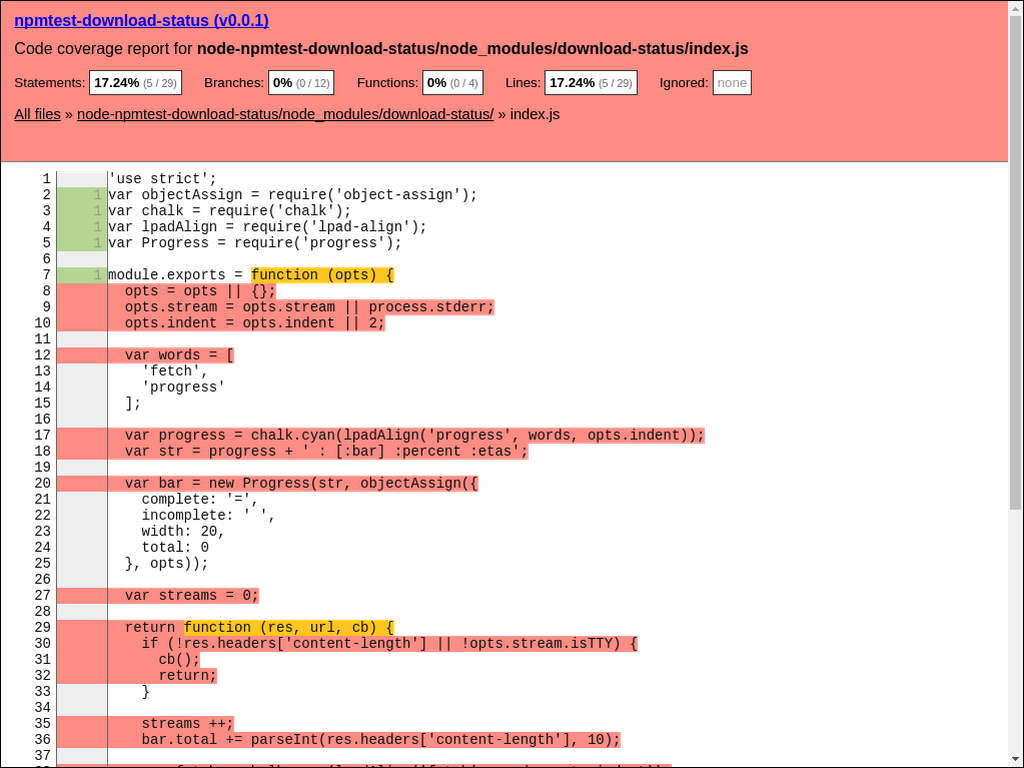 npmtest-download-status (v0.0.1)
Code coverage report for node-npmtest-download-status/node_modules/download-status/index.js
Statements: 17.24% (5 / 29) Branches: 0% (0 / 12) Functions: 0% (0 / 4) Lines: 17.24% (5 / 29) Ignored: none
All files » node-npmtest-download-status/node_modules/download-status/ » index.js
1 'use strict';
2 1 var objectAssign = require('object-assign');
3 1 var chalk = require('chalk');
4 1 var lpadAlign = require('lpad-align');
5 1 var Progress = require('progress');
6
7 1 module.exports = function (opts) {
8 opts = opts || {};
9 opts.stream = opts.stream || process.stderr;
10 opts.indent = opts.indent || 2;
11
12 var words = [
13 'fetch',
14 'progress'
15 ];
16
17 var progress = chalk.cyan(lpadAlign('progress', words, opts.indent));
18 var str = progress + ' : [:bar] :percent :etas';
19
20 var bar = new Progress(str, objectAssign({
21 complete: '=',
22 incomplete: ' ',
23 width: 20,
24 total: 0
25 }, opts));
26
27 var streams = 0;
28
29 return function (res, url, cb) {
30 if (!res.headers['content-length'] || !opts.stream.isTTY) {
31 cb();
32 return;
33 }
34
35 streams ++;
36 bar.total += parseInt(res.headers['content-length'], 10);
37